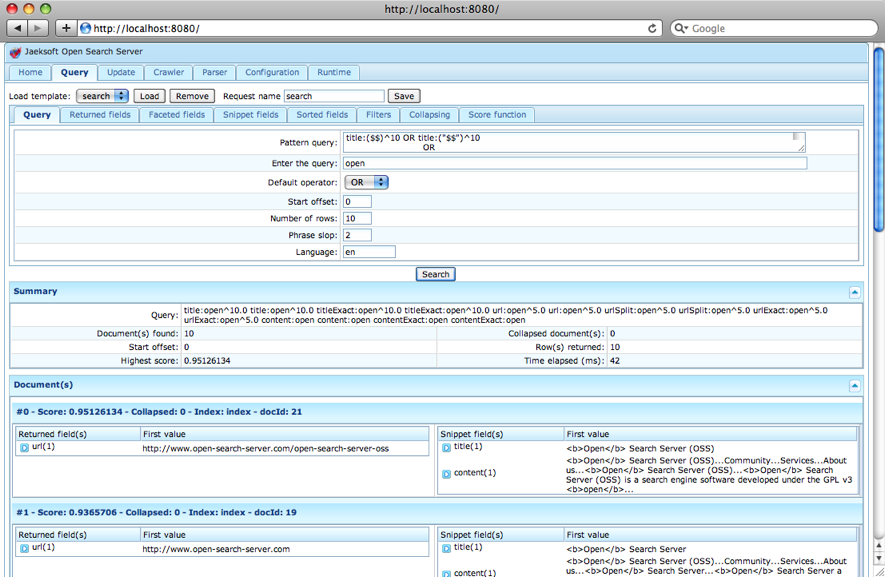 http://localhost:8080/
http://localhost:8080/
Google
Jaeksoft Open Search Server
Home Query Update Crawler Parser Configuration Runtime
Load template: search Load Remove Request name search Save
Query Returned fields Faceted fields Snippet fields Sorted fields Filters Collapsing Score function
Pattern query: title:($$)^10 OR title:("$$")^10
OR
Enter the query: open
Default operator: OR
Start offset: 0
Number of rows: 10
Phrase slop: 2
Language: en
Search
Summary
Query: title:open^10.0 title:open^10.0 titleExact:open^10.0 titleExact:open^10.0 url:open^5.0 url:open^5.0 urlSplit:open^5.0 urlSplit:open^5.0 urlExact:open^5.0
urlExact:open^5.0 content:open content:open contentExact:open contentExact:open
Document(s) found: 10 Collapsed document(s): 0
Start offset: 0 Row(s) returned: 10
Highest score: 0.95126134 Time elapsed (ms): 42
Document(s)
#0 - Score: 0.95126134 - Collapsed: 0 - Index: index - docId: 21
Returned field(s) First value Snippet field(s) First value
url(1) http://www.open-search-server.com/open-search-server-oss title(1) <b>Open</b> Search Server (OSS)
content(1) <b>Open</b> Search Server (OSS)...Community...Services...About
us...<b>Open</b> Search Server (OSS)...<b>Open</b> Search
Server (OSS) is a search engine software developed under the GPL v3
<b>open</b>...
#1 - Score: 0.9365706 - Collapsed: 0 - Index: index - docId: 19
Returned field(s) First value Snippet field(s) First value
url(1) http://www.open-search-server.com title(1) <b>Open</b> Search Server
content(1) <b>Open</b> Search Server (OSS)...Community...Services...About
us...<b>Open</b> Search Server...<b>Open</b> Search Server a